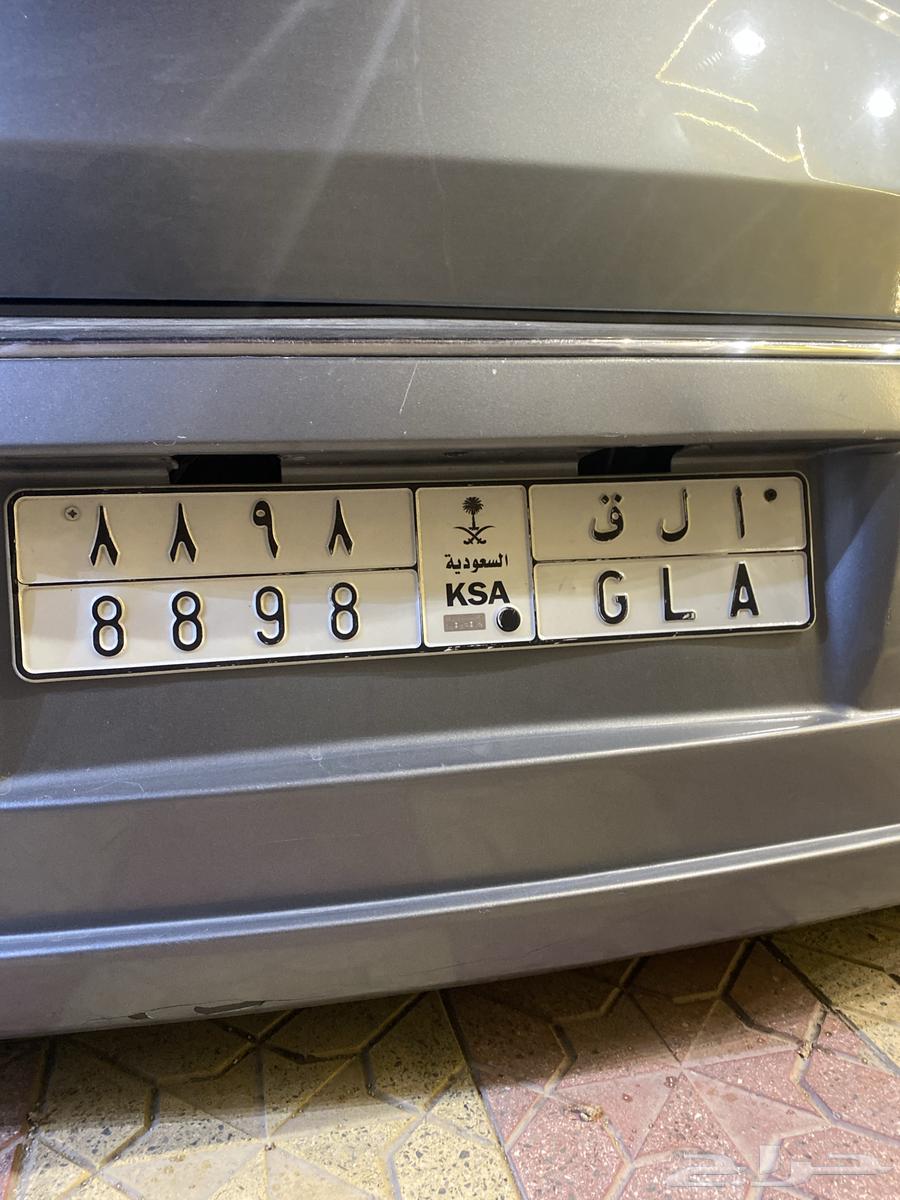 ٨٨٩٨
8898
السعودية
KSA
ا ل ق
G L A
حراج